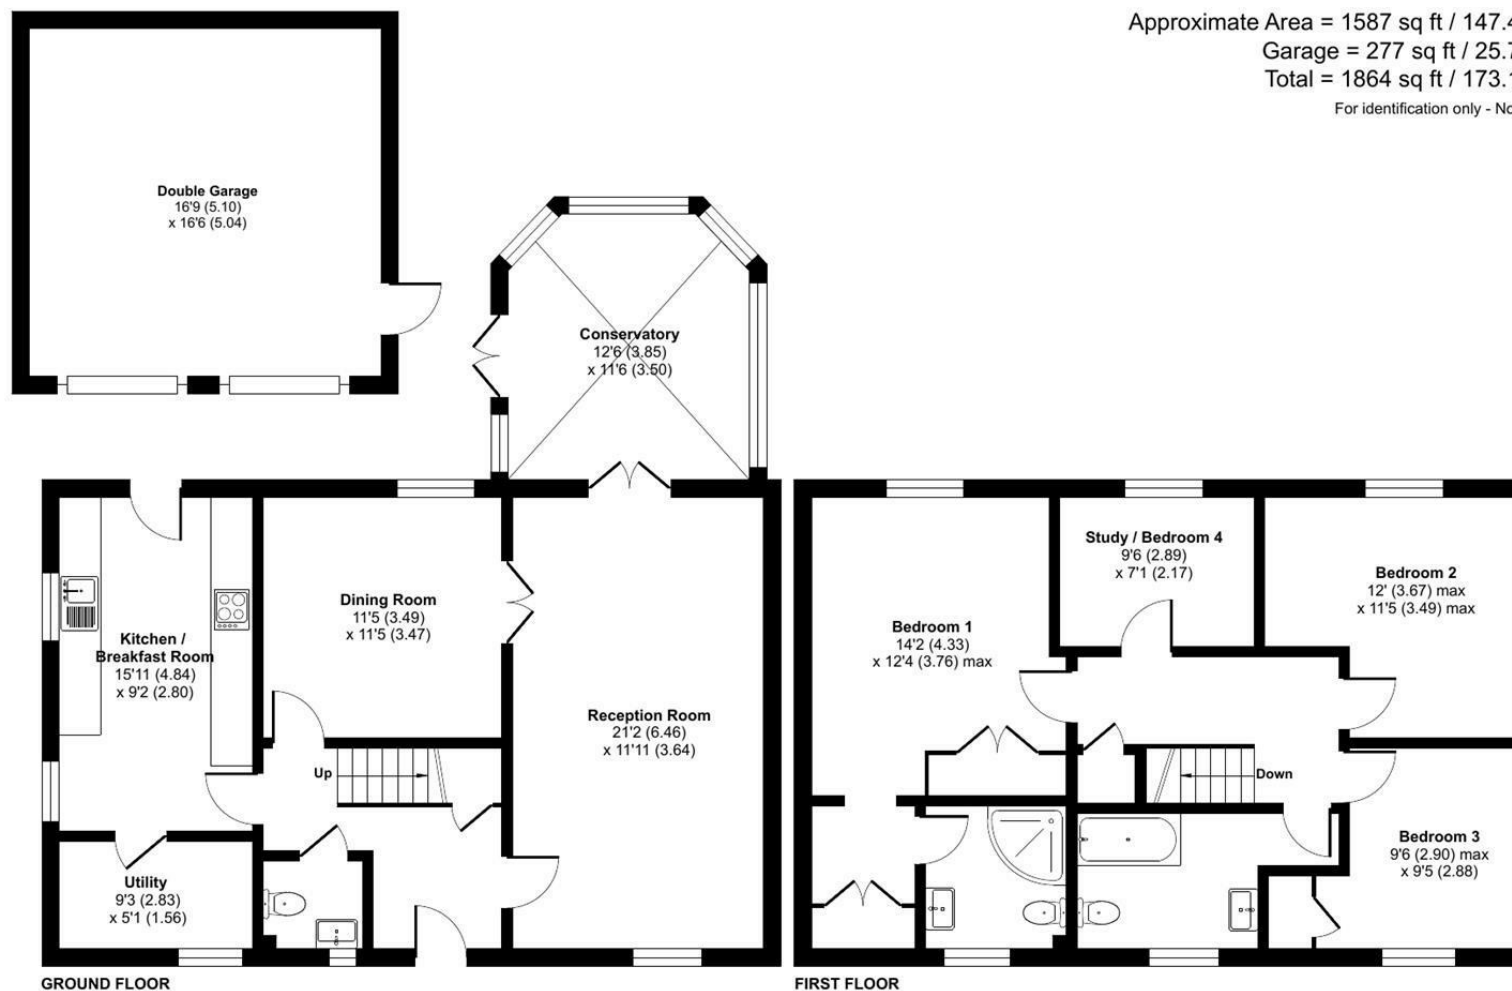 Approximate Area = 1587 sq ft / 147.4
Garage = 277 sq ft / 25.7
Total = 1864 sq ft / 173.1
For identification only - No
Double Garage
16'9 (5.10)
x 16'6 (5.04)
Conservatory
12'6 (3.85)
x 11'6 (3.50)
Kitchen /
Breakfast Room
15'11 (4.84)
x 9'2 (2.80)
Dining Room
11'5 (3.49)
x 11'5 (3.47)
Reception Room
21'2 (6.46)
x 11'11 (3.64)
Up
Utility
9'3 (2.83)
x 5'1 (1.56)
GROUND FLOOR
Bedroom 1
14'2 (4.33)
x 12'4 (3.76) max
Study / Bedroom 4
9'6 (2.89)
x 7'1 (2.17)
Bedroom 2
12' (3.67) max
x 11'5 (3.49) max
Down
Bedroom 3
9'6 (2.90) max
x 9'5 (2.88)
FIRST FLOOR